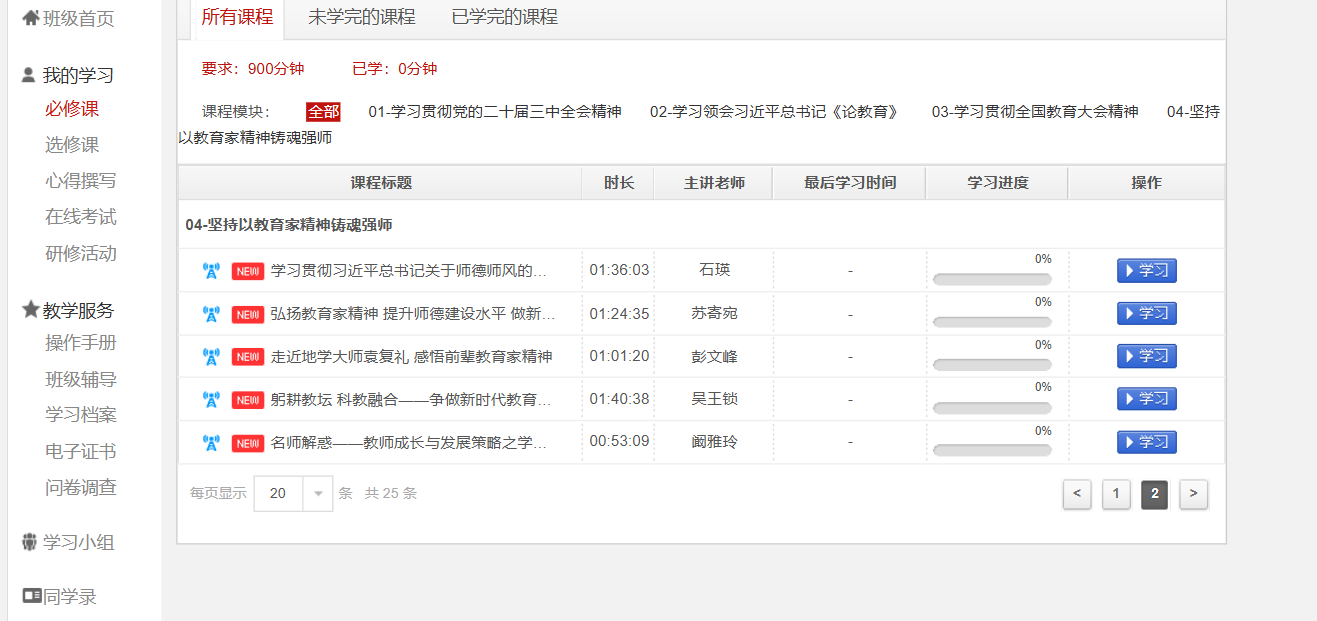 班级首页
我的学习
必修课
选修课
心得撰写
在线考试
研修活动
教学服务
操作手册
班级辅导
学习档案
电子证书
问卷调查
学习小组
同学录
所有课程 未学完的课程 已学完的课程
要求：900分钟 已学：0分钟
课程模块： 全部 01-学习贯彻党的二十届三中全会精神 02-学习领会习近平总书记《论教育》 03-学习贯彻全国教育大会精神 04-坚持
以教育家精神铸魂强师
课程标题 时长 主讲老师 最后学习时间 学习进度 操作
04-坚持以教育家精神铸魂强师
NEW 学习贯彻习近平总书记关于师德师风的... 01:36:03 石瑛 - 0% 学习
NEW 弘扬教育家精神 提升师德建设水平 做新... 01:24:35 苏寄宛 - 0% 学习
NEW 走近地学大师袁复礼 感悟前辈教育家精神 01:01:20 彭文峰 - 0% 学习
NEW 躬耕教坛 科教融合——争做新时代教育... 01:40:38 吴王锁 - 0% 学习
NEW 名师解惑——教师成长与发展策略之学... 00:53:09 阚雅玲 - 0% 学习
每页显示 20 条 共 25 条 < 1 2 >